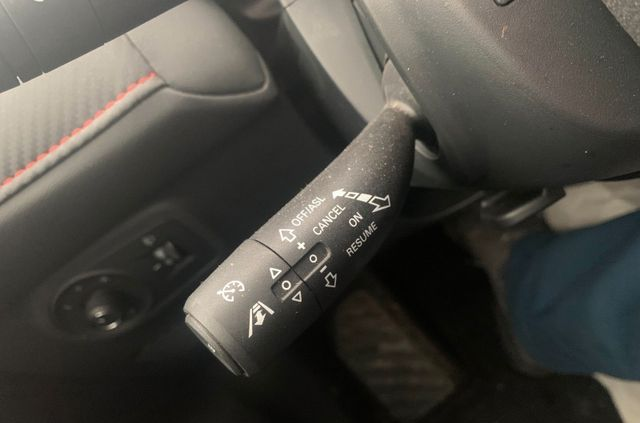 OFF/ASL
+ CANCEL
ON
− RESUME